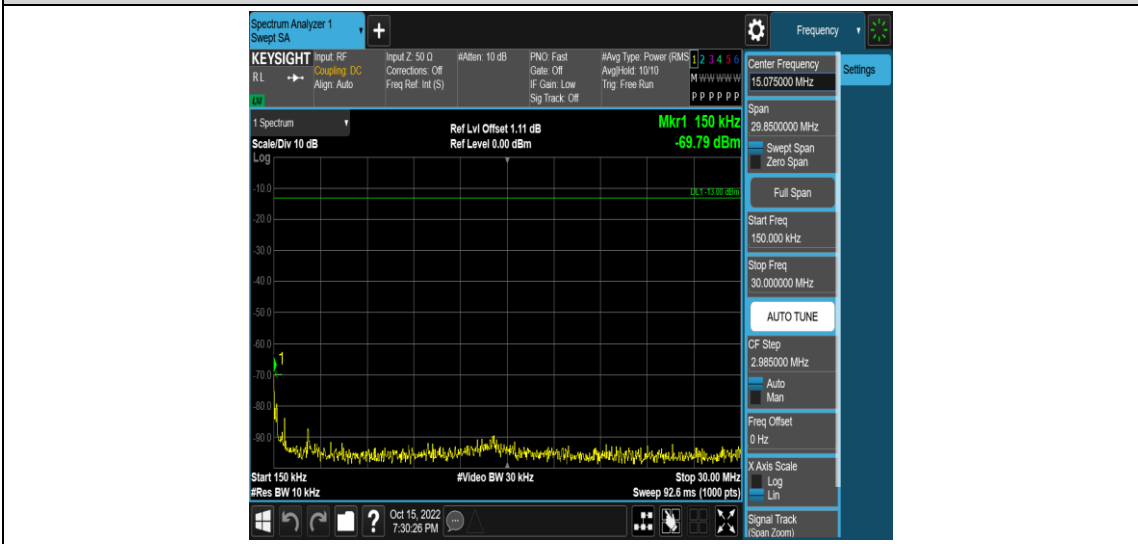 Spectrum Analyzer 1
Swept SA
+
Frequency
KEYSIGHT
Input: RF
Input Z: 50 Ω
#Atten: 10 dB
PNO: Fast
#Avg Type: Power (RMS
1 2 3 4 5 6
RL
Coupling: DC
Corrections: Off
Gate: Off
Avg|Hold: 10/10
M W W W W W
Align: Auto
Freq Ref: Int (S)
IF Gain: Low
Trig: Free Run
Sig Track: Off
P P P P P P
LXI
1 Spectrum
Ref Lvl Offset 1.11 dB
Mkr1 150 kHz
Scale/Div 10 dB
Ref Level 0.00 dBm
-69.79 dBm
Log
DL1 -13.00 dBm
-10.0
-20.0
-30.0
-40.0
-50.0
-60.0
1
-70.0
-80.0
-90.0
Start 150 kHz
#Video BW 30 kHz
Stop 30.00 MHz
#Res BW 10 kHz
Sweep 92.6 ms (1000 pts)
?
Oct 15, 2022
7:30:26 PM
Center Frequency
15.075000 MHz
Settings
Span
29.8500000 MHz
Swept Span
Zero Span
Full Span
Start Freq
150.000 kHz
Stop Freq
30.000000 MHz
AUTO TUNE
CF Step
2.985000 MHz
Auto
Man
Freq Offset
0 Hz
X Axis Scale
Log
Lin
Signal Track
(Span Zoom)